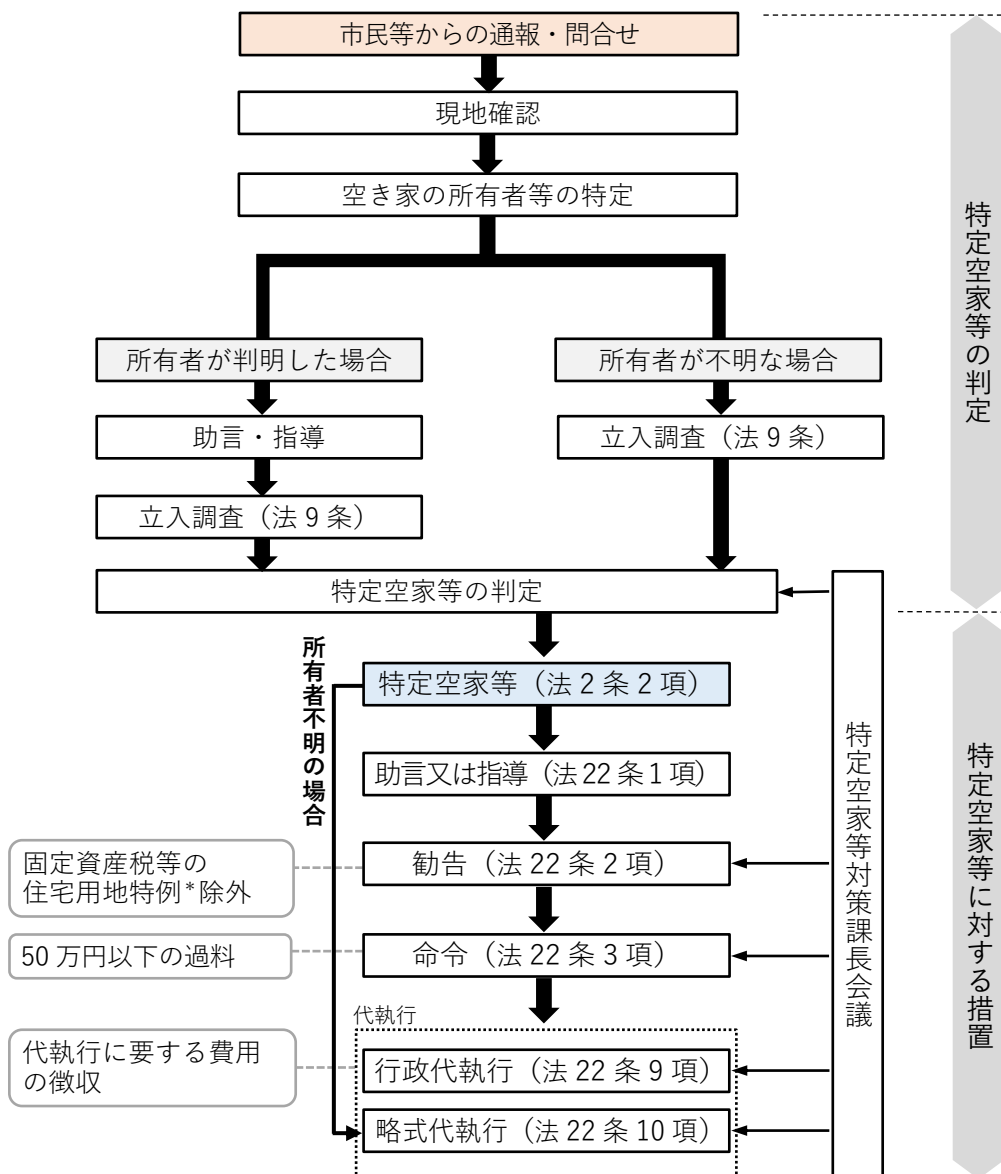 市民等からの通報・問合せ
現地確認
空き家の所有者等の特定
所有者が判明した場合
所有者が不明な場合
助言・指導
立入調査（法 9 条）
立入調査（法 9 条）
特定空家等の判定
特定空家等の判定
所有者不明の場合
特定空家等（法 2 条 2 項）
助言又は指導（法 22 条 1 項）
固定資産税等の
住宅用地特例*除外
勧告（法 22 条 2 項）
50 万円以下の過料
命令（法 22 条 3 項）
代執行
代執行に要する費用
の徴収
行政代執行（法 22 条 9 項）
略式代執行（法 22 条 10 項）
特定空家等対策課長会議
特定空家等に対する措置